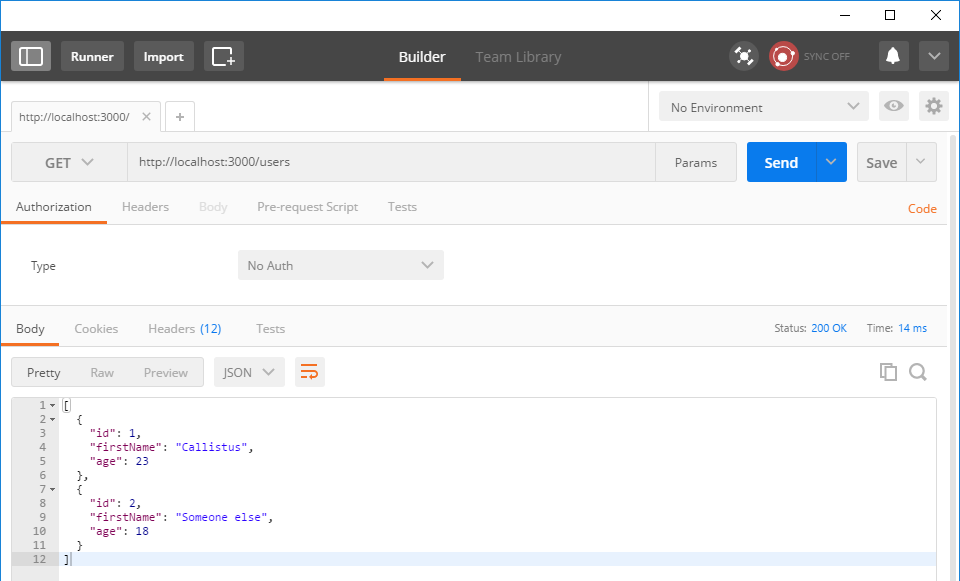 Runner Import Builder Team Library SYNC OFF
http://localhost:3000/ No Environment
GET http://localhost:3000/users Params Send Save
Authorization Headers Body Pre-request Script Tests Code
Type No Auth
Body Cookies Headers (12) Tests Status: 200 OK Time: 14 ms
Pretty Raw Preview JSON
1 [
2 {
3 "id": 1,
4 "firstName": "Callistus",
5 "age": 23
6 },
7 {
8 "id": 2,
9 "firstName": "Someone else",
10 "age": 18
11 }
12 ]